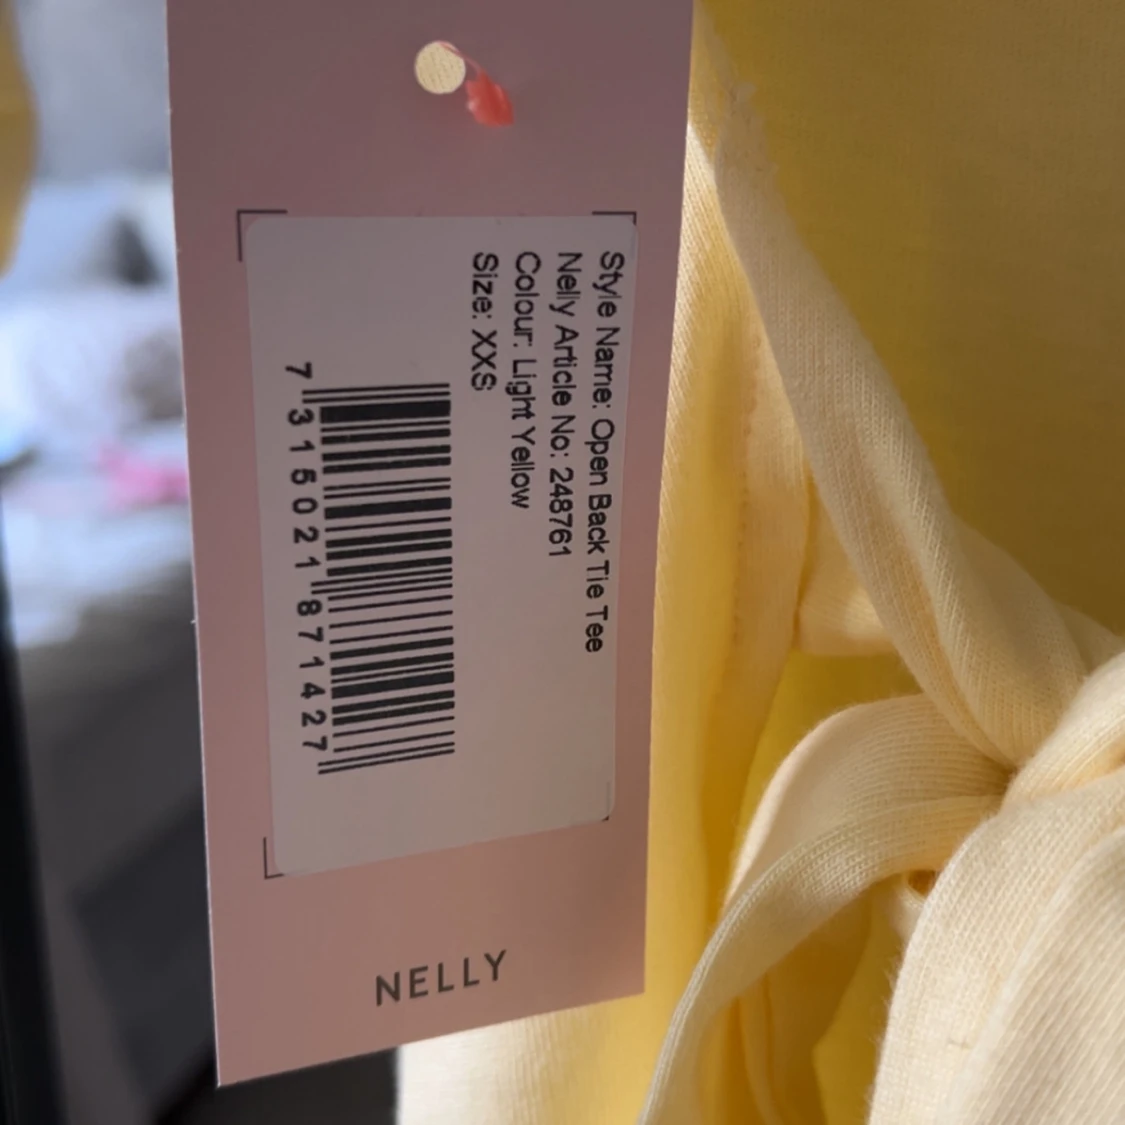 Style Name: Open Back Tie Tee
Nelly Article No: 248761
Colour: Light Yellow
Size: XXS
7 315021 871427
NELLY